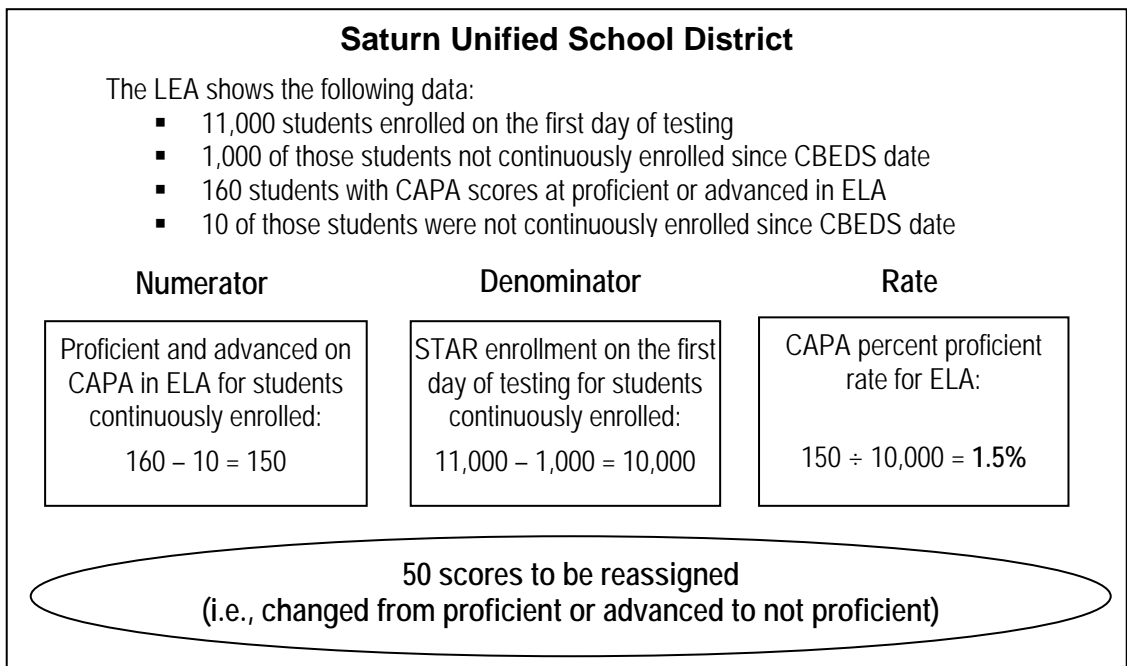 Saturn Unified School District
The LEA shows the following data:
▪ 11,000 students enrolled on the first day of testing
▪ 1,000 of those students not continuously enrolled since CBEDS date
▪ 160 students with CAPA scores at proficient or advanced in ELA
▪ 10 of those students were not continuously enrolled since CBEDS date
Numerator
Proficient and advanced on
CAPA in ELA for students
continuously enrolled:
160 – 10 = 150
Denominator
STAR enrollment on the first
day of testing for students
continuously enrolled:
11,000 – 1,000 = 10,000
Rate
CAPA percent proficient
rate for ELA:
150 ÷ 10,000 = 1.5%
50 scores to be reassigned
(i.e., changed from proficient or advanced to not proficient)